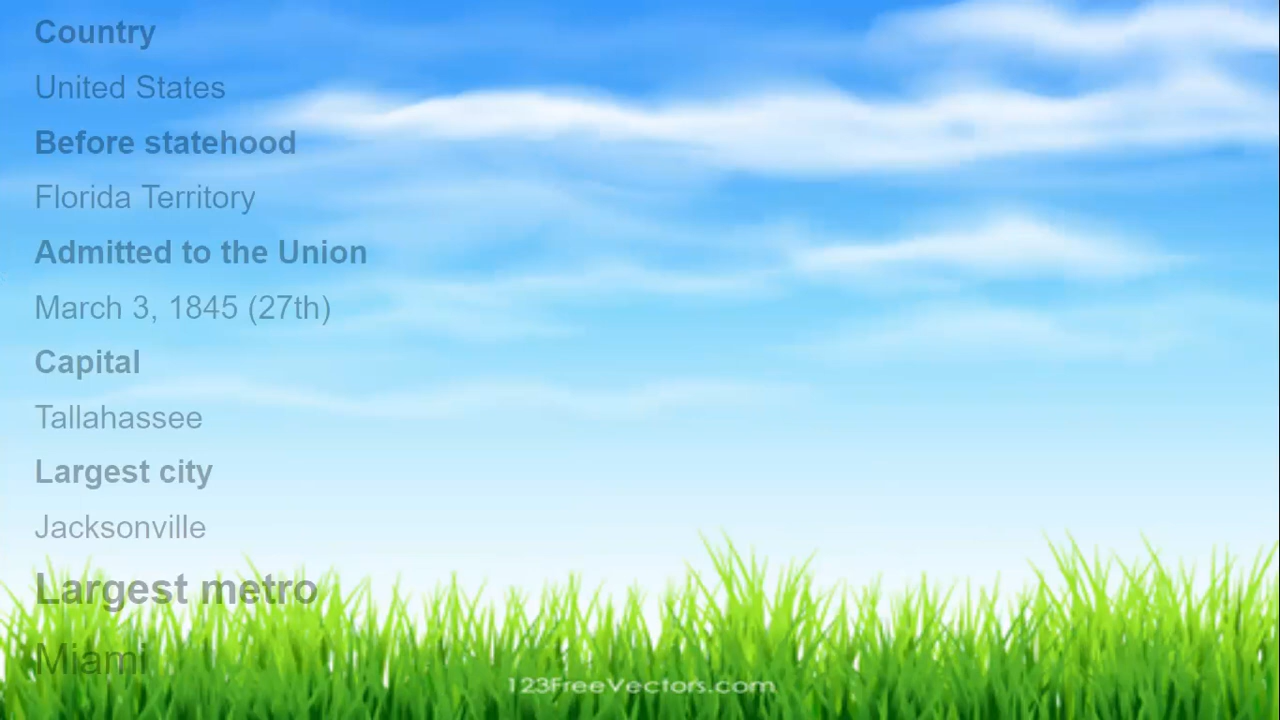 Country
United States
Before statehood
Florida Territory
Admitted to the Union
March 3, 1845 (27th)
Capital
Tallahassee
Largest city
Jacksonville
Largest metro
Miami
123FreeVectors.com